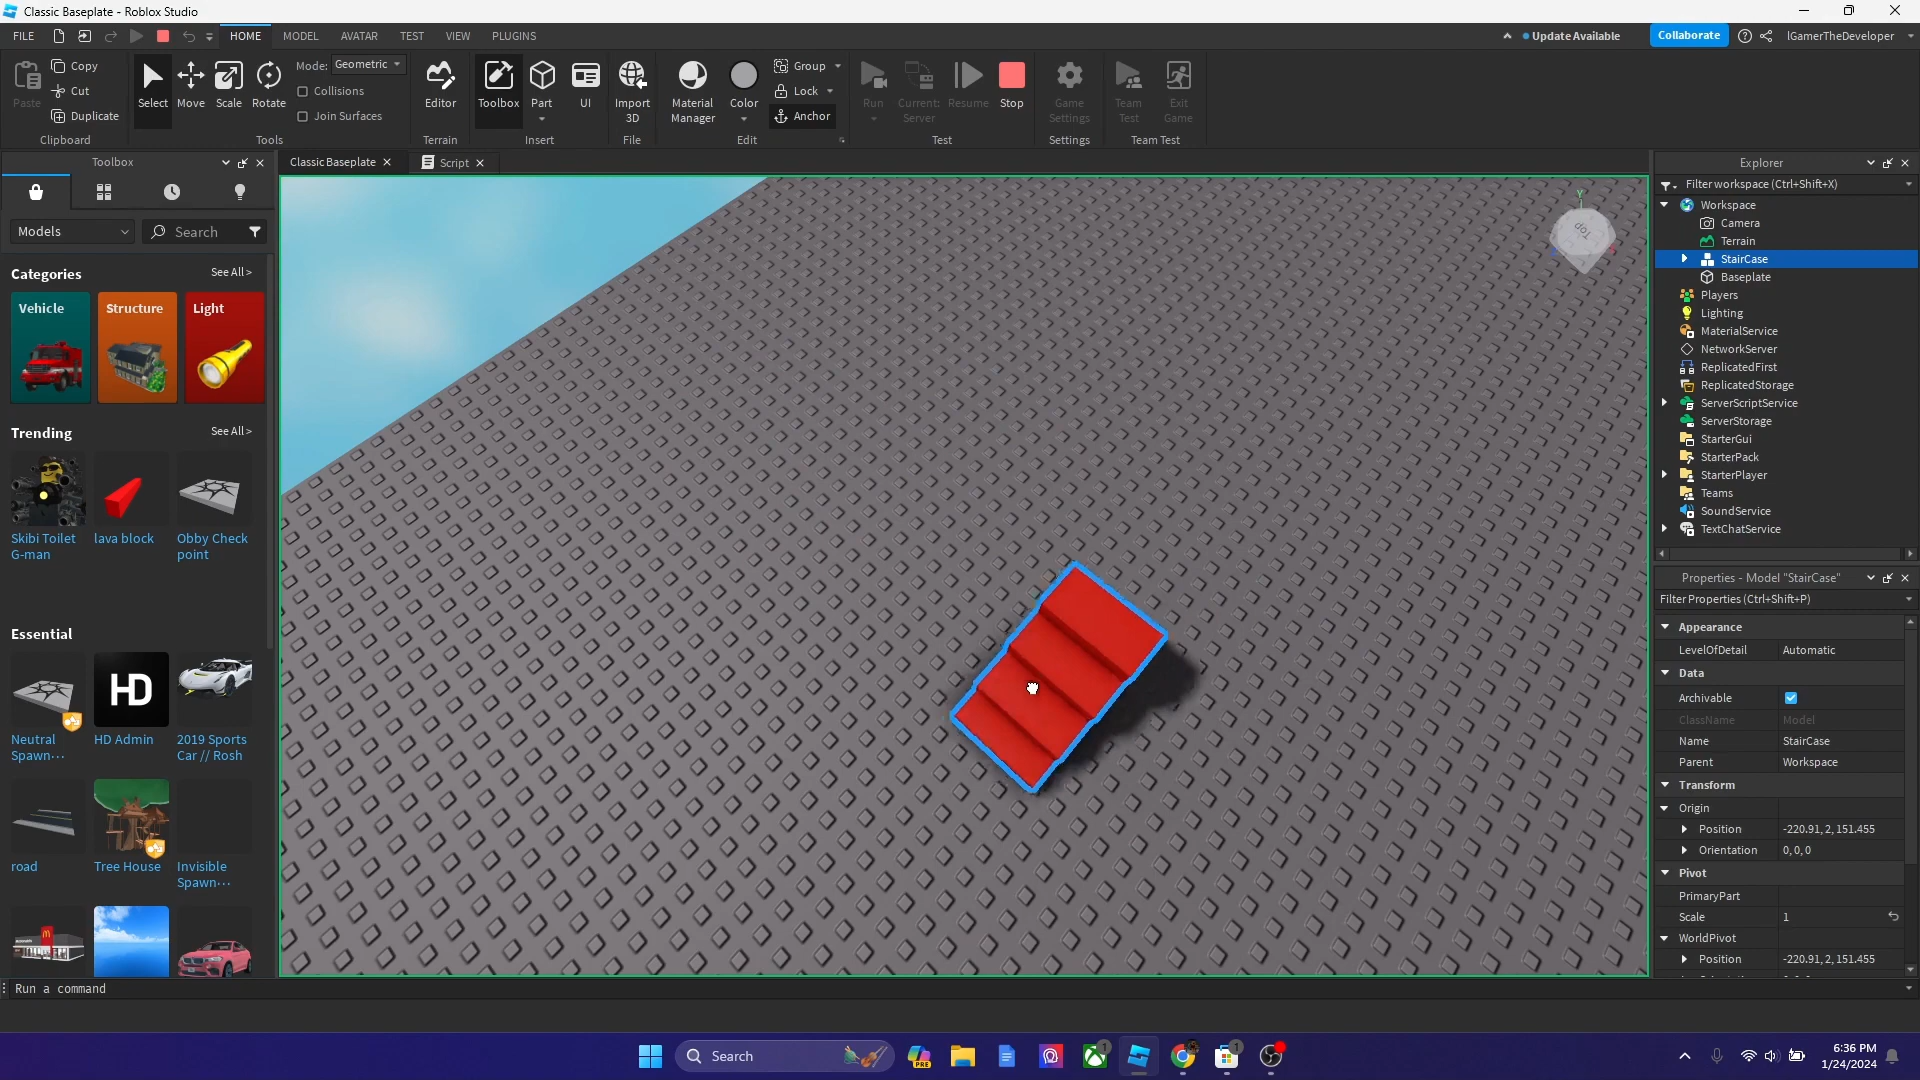 Classic Baseplate - Roblox Studio
FILE
HOME
MODEL
AVATAR
TEST
VIEW
PLUGINS
Update Available
Collaborate
lGamerTheDeveloper
Paste
Copy
Cut
Duplicate
Clipboard
Select
Move
Scale
Rotate
Mode:
Geometric
Collisions
Join Surfaces
Tools
Editor
Terrain
Toolbox
Part
UI
Insert
Import
3D
File
Material
Manager
Color
Group
Lock
Anchor
Edit
Run
Current:
Server
Resume
Stop
Test
Game
Settings
Settings
Team
Test
Exit
Game
Team Test
Toolbox
Classic Baseplate
Script
Models
Search
Categories
See All >
Vehicle
Structure
Light
Trending
See All >
Skibi Toilet
G-man
lava block
Obby Check
point
Essential
HD
Neutral
Spawn···
HD Admin
2019 Sports
Car // Rosh
road
Tree House
Invisible
Spawn···
Y
Top
Explorer
Filter workspace (Ctrl+Shift+X)
Workspace
Camera
Terrain
StairCase
Baseplate
Players
Lighting
MaterialService
NetworkServer
ReplicatedFirst
ReplicatedStorage
ServerScriptService
ServerStorage
StarterGui
StarterPack
StarterPlayer
Teams
SoundService
TextChatService
Properties - Model "StairCase"
Filter Properties (Ctrl+Shift+P)
Appearance
LevelOfDetail Automatic
Data
Archivable
ClassName Model
Name StairCase
Parent Workspace
Transform
Origin
Position -220.91, 2, 151.455
Orientation 0, 0, 0
Pivot
PrimaryPart
Scale 1
WorldPivot
Position -220.91, 2, 151.455
Run a command
Search
PRE
1
1
6:36 PM
1/24/2024